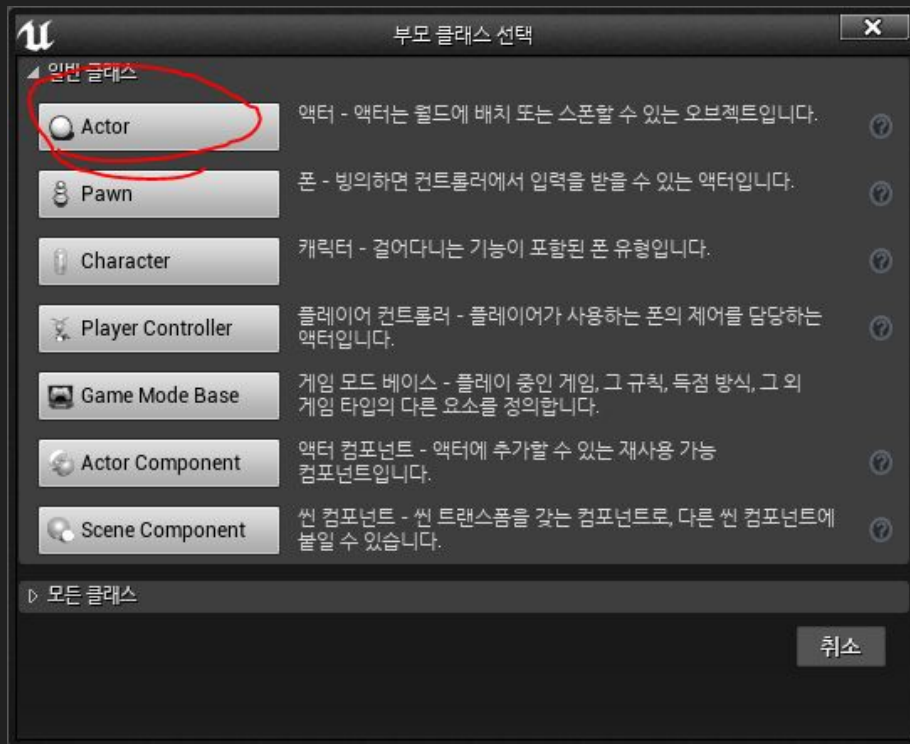 부모 클래스 선택
일반 클래스
Actor
액터 - 액터는 월드에 배치 또는 스폰할 수 있는 오브젝트입니다.
Pawn
폰 - 빙의하면 컨트롤러에서 입력을 받을 수 있는 액터입니다.
Character
캐릭터 - 걸어다니는 기능이 포함된 폰 유형입니다.
Player Controller
플레이어 컨트롤러 - 플레이어가 사용하는 폰의 제어를 담당하는
액터입니다.
Game Mode Base
게임 모드 베이스 - 플레이 중인 게임, 그 규칙, 득점 방식, 그 외
게임 타입의 다른 요소를 정의합니다.
Actor Component
액터 컴포넌트 - 액터에 추가할 수 있는 재사용 가능
컴포넌트입니다.
Scene Component
씬 컴포넌트 - 씬 트랜스폼을 갖는 컴포넌트로, 다른 씬 컴포넌트에
붙일 수 있습니다.
모든 클래스
취소